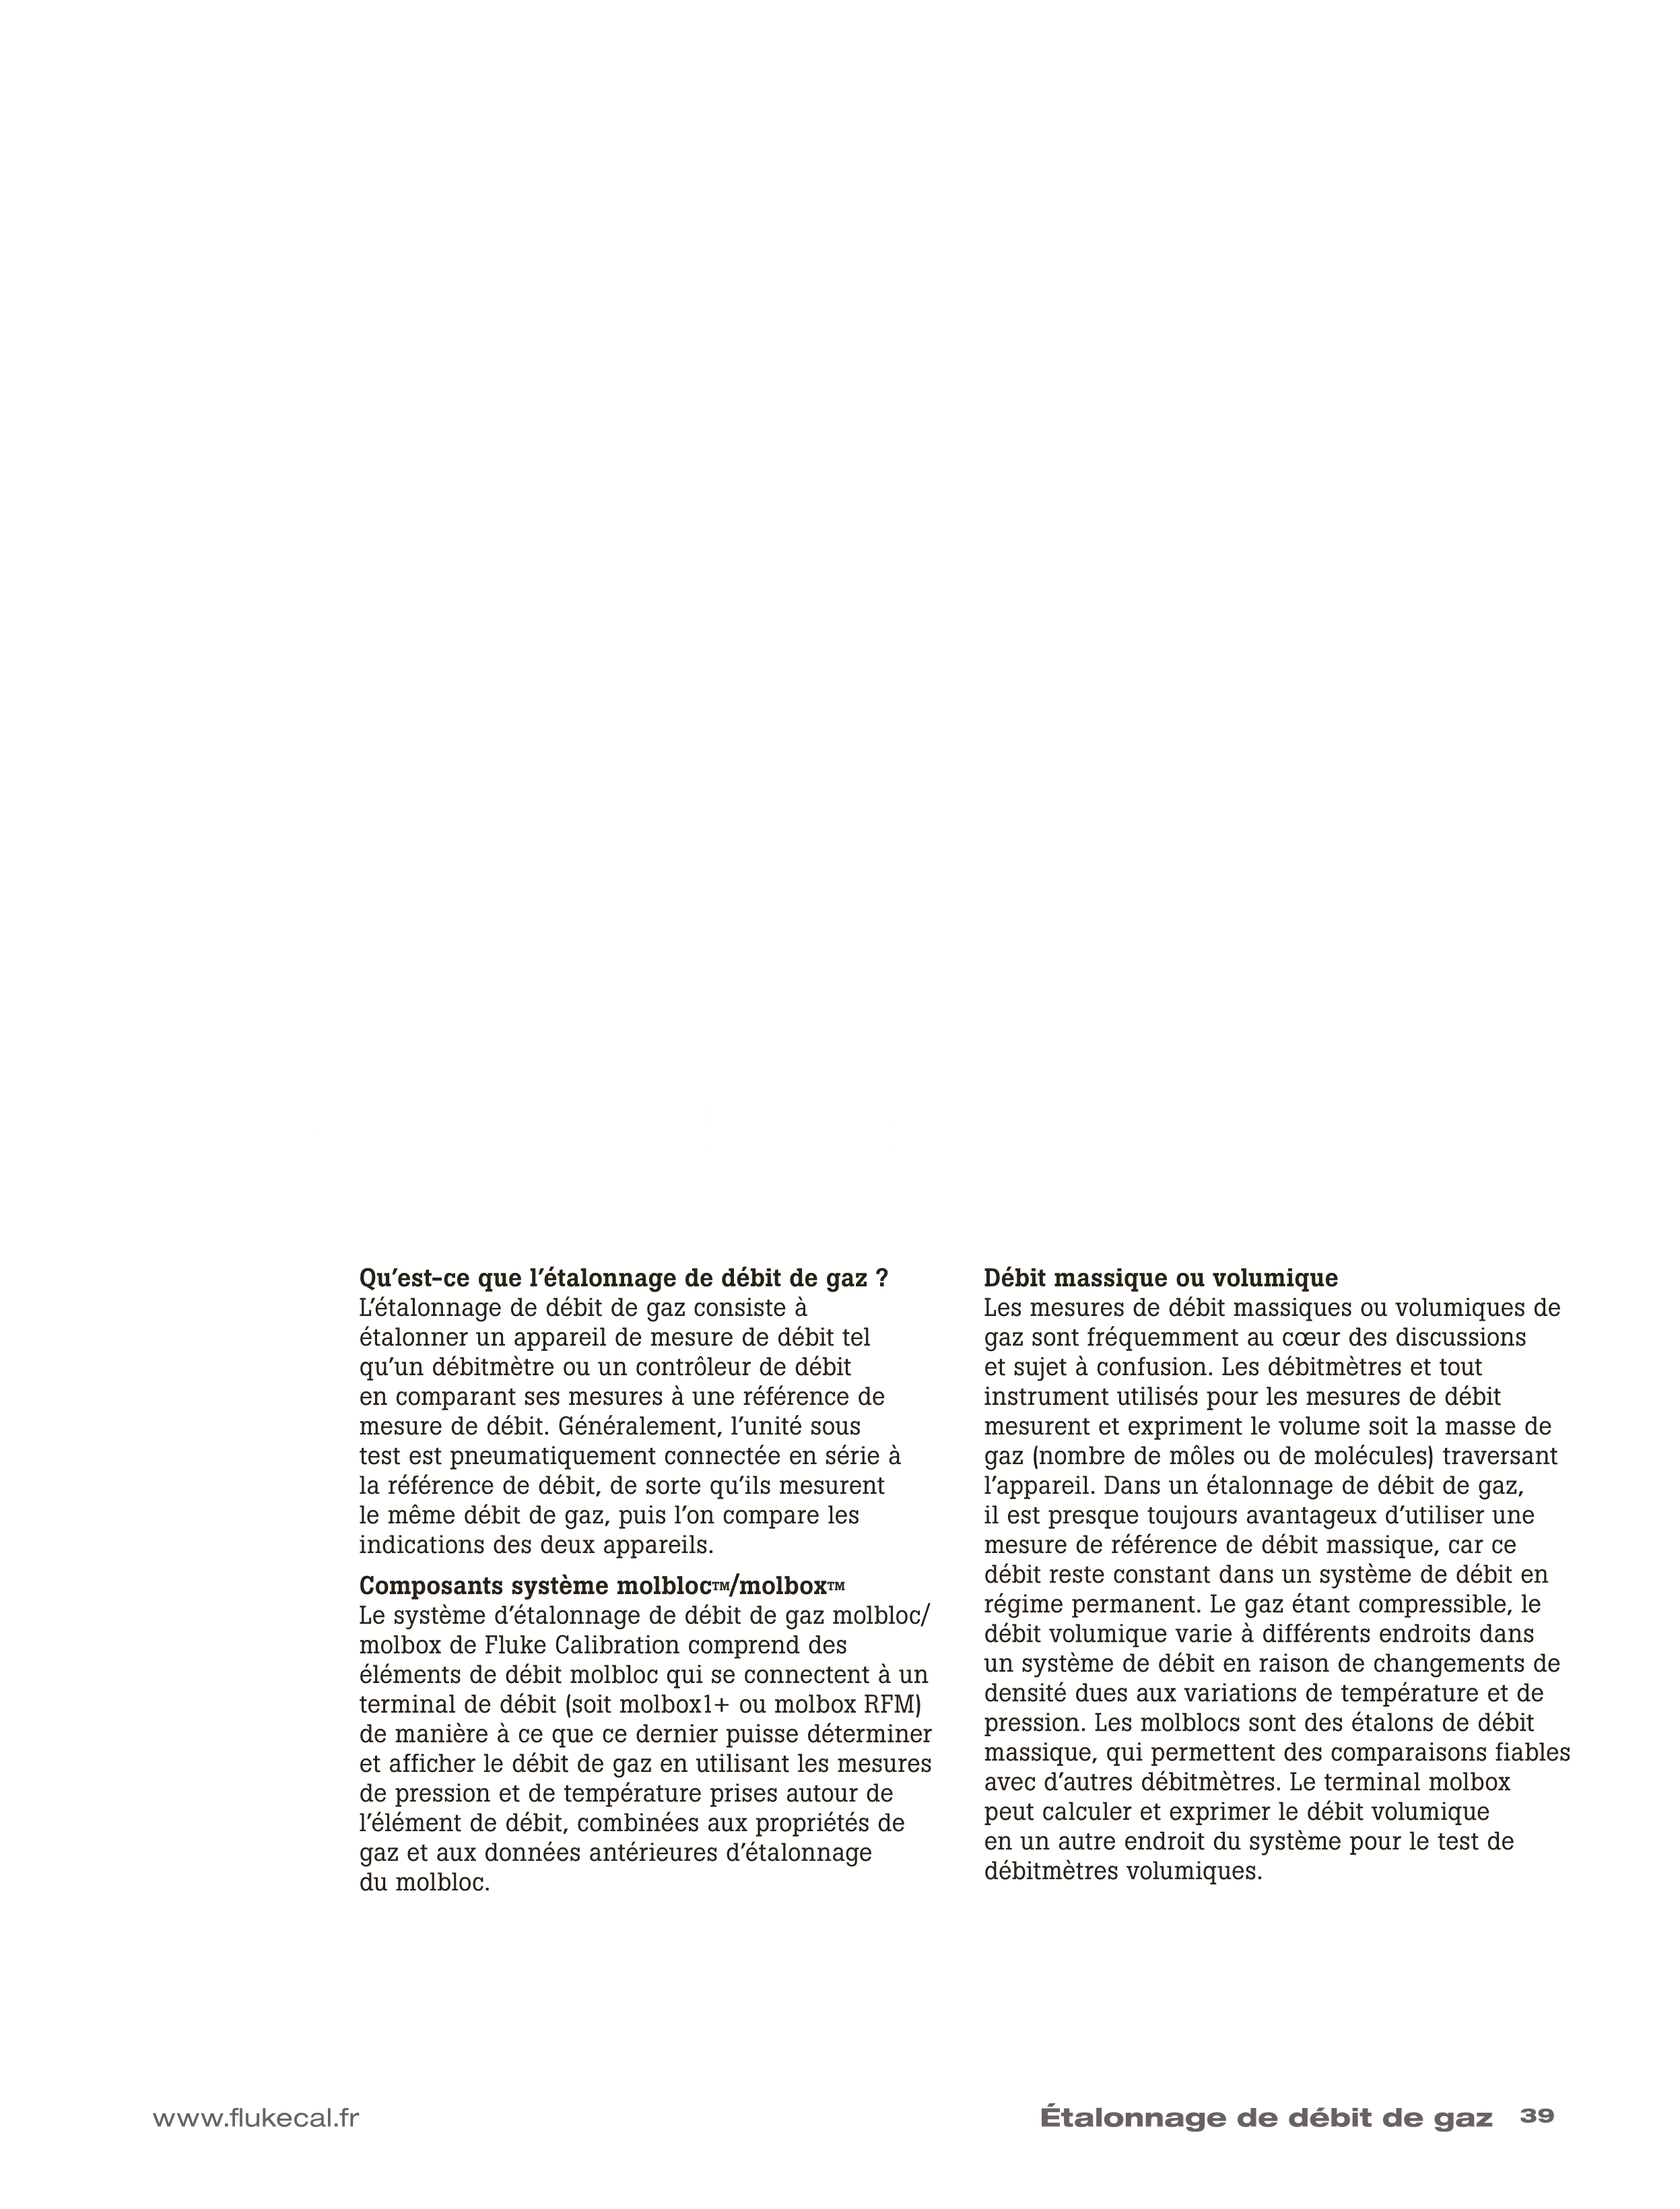 Qu’est-ce que l’étalonnage de débit de gaz ?
L’étalonnage de débit de gaz consiste à
étalonner un appareil de mesure de débit tel
qu’un débitmètre ou un contrôleur de débit
en comparant ses mesures à une référence de
mesure de débit. Généralement, l’unité sous
test est pneumatiquement connectée en série à
la référence de débit, de sorte qu’ils mesurent
le même débit de gaz, puis l’on compare les
indications des deux appareils.
Composants système molbloc™/molbox™
Le système d’étalonnage de débit de gaz molbloc/
molbox de Fluke Calibration comprend des
éléments de débit molbloc qui se connectent à un
terminal de débit (soit molbox1+ ou molbox RFM)
de manière à ce que ce dernier puisse déterminer
et afficher le débit de gaz en utilisant les mesures
de pression et de température prises autour de
l’élément de débit, combinées aux propriétés de
gaz et aux données antérieures d’étalonnage
du molbloc.
Débit massique ou volumique
Les mesures de débit massiques ou volumiques de
gaz sont fréquemment au cœur des discussions
et sujet à confusion. Les débitmètres et tout
instrument utilisés pour les mesures de débit
mesurent et expriment le volume soit la masse de
gaz (nombre de môles ou de molécules) traversant
l’appareil. Dans un étalonnage de débit de gaz,
il est presque toujours avantageux d’utiliser une
mesure de référence de débit massique, car ce
débit reste constant dans un système de débit en
régime permanent. Le gaz étant compressible, le
débit volumique varie à différents endroits dans
un système de débit en raison de changements de
densité dues aux variations de température et de
pression. Les molblocs sont des étalons de débit
massique, qui permettent des comparaisons fiables
avec d’autres débitmètres. Le terminal molbox
peut calculer et exprimer le débit volumique
en un autre endroit du système pour le test de
débitmètres volumiques.
www.flukecal.fr
Étalonnage de débit de gaz 39